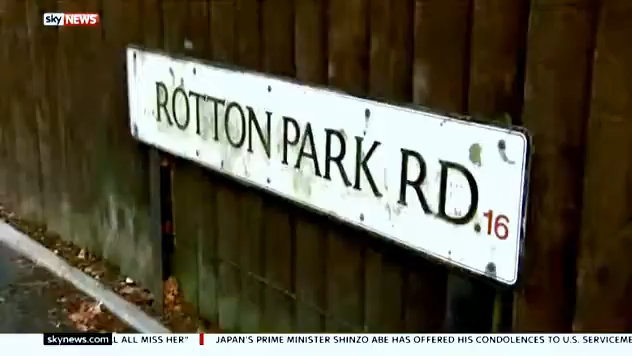 sky NEWS
ROTTON PARK RD.16
skynews.com L ALL MISS HER" JAPAN'S PRIME MINISTER SHINZO ABE HAS OFFERED HIS CONDOLENCES TO U.S. SERVICEME